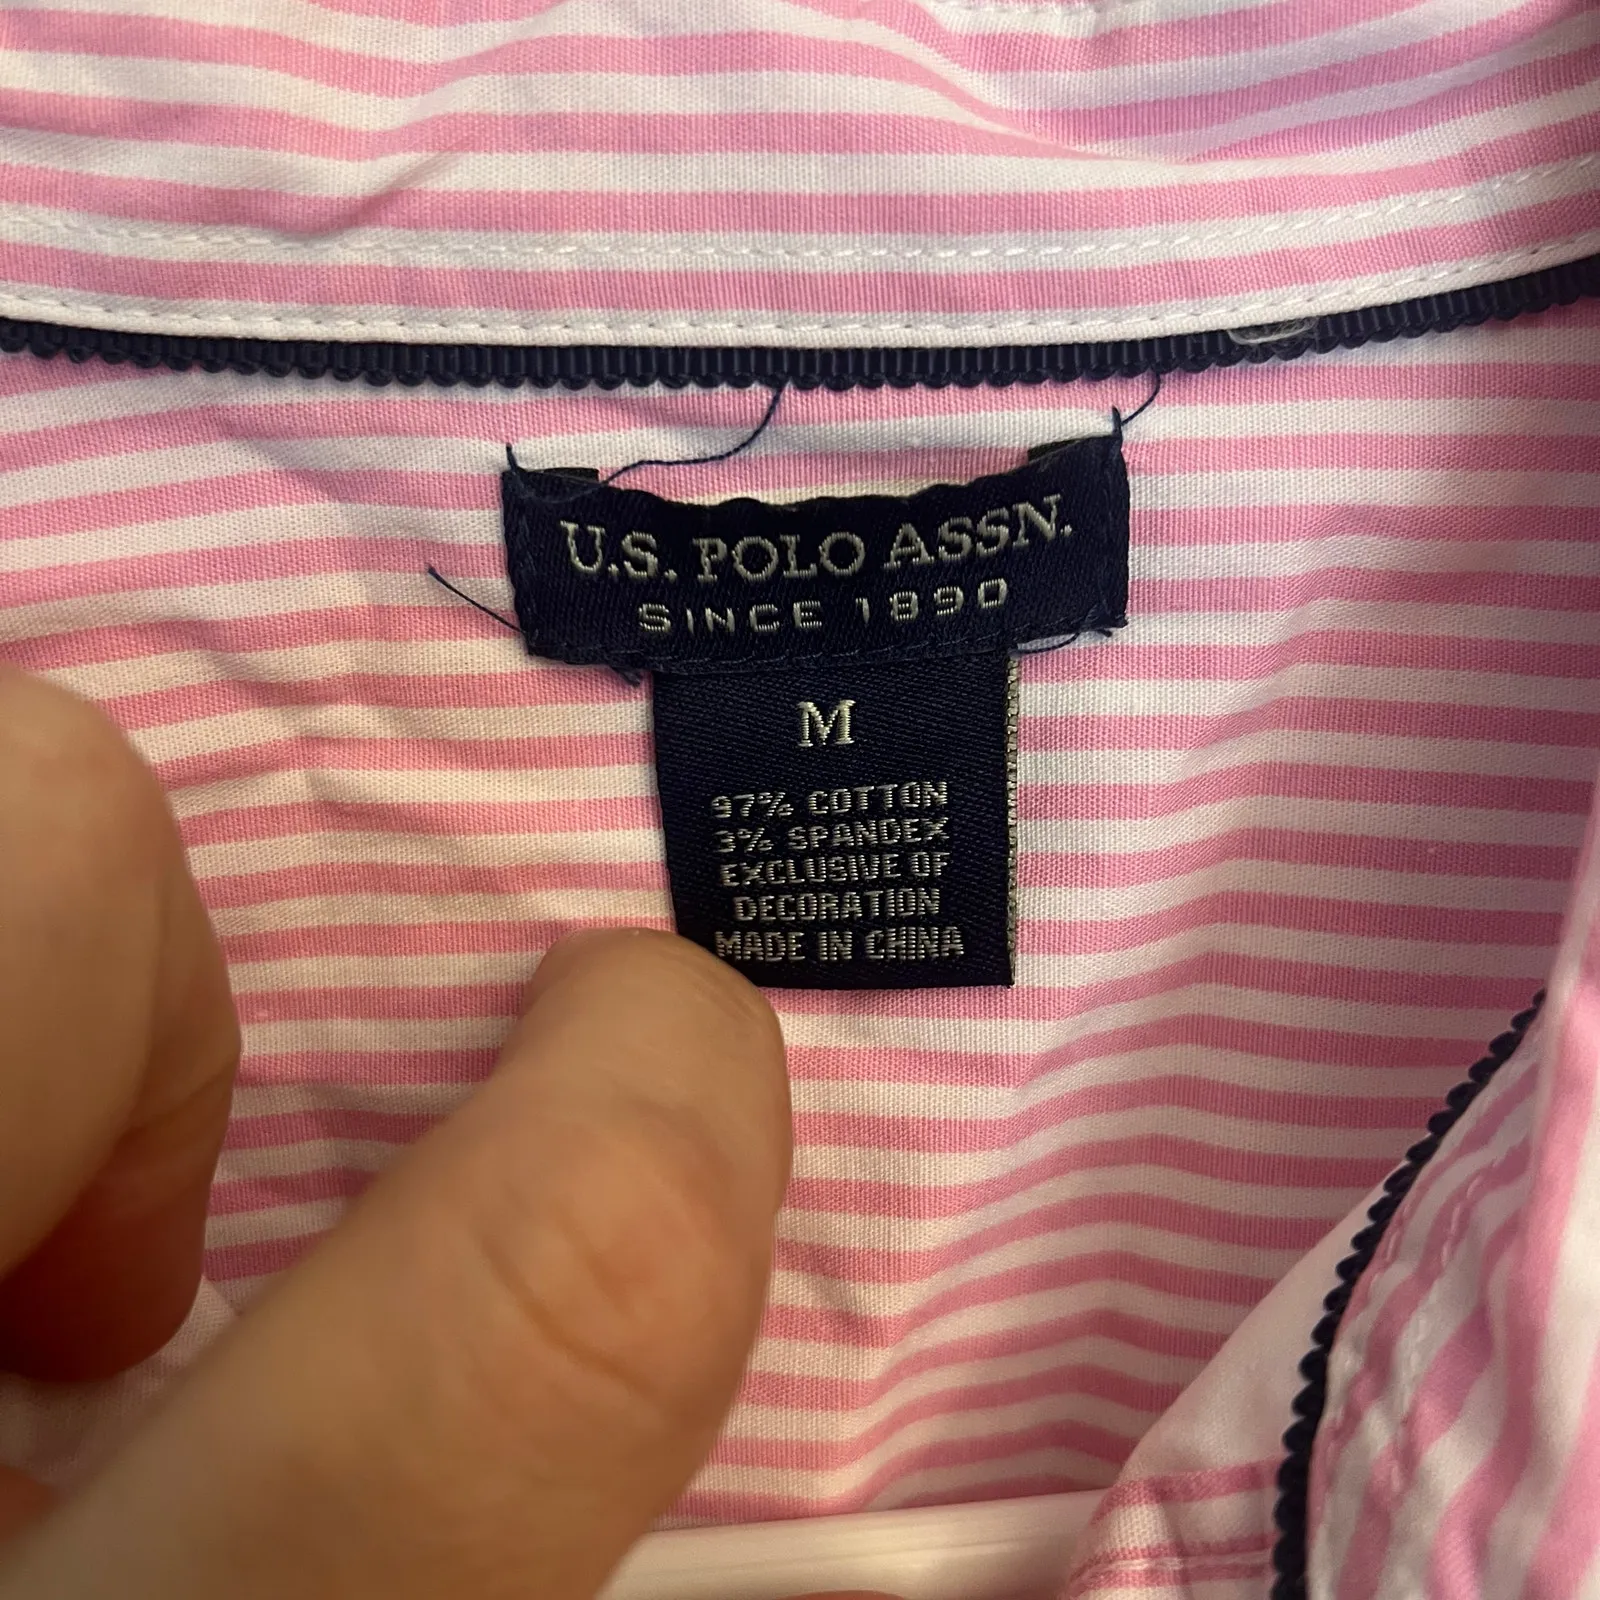 U.S. POLO ASSN.
SINCE 1890
M
97% COTTON
3% SPANDEX
EXCLUSIVE OF
DECORATION
MADE IN CHINA